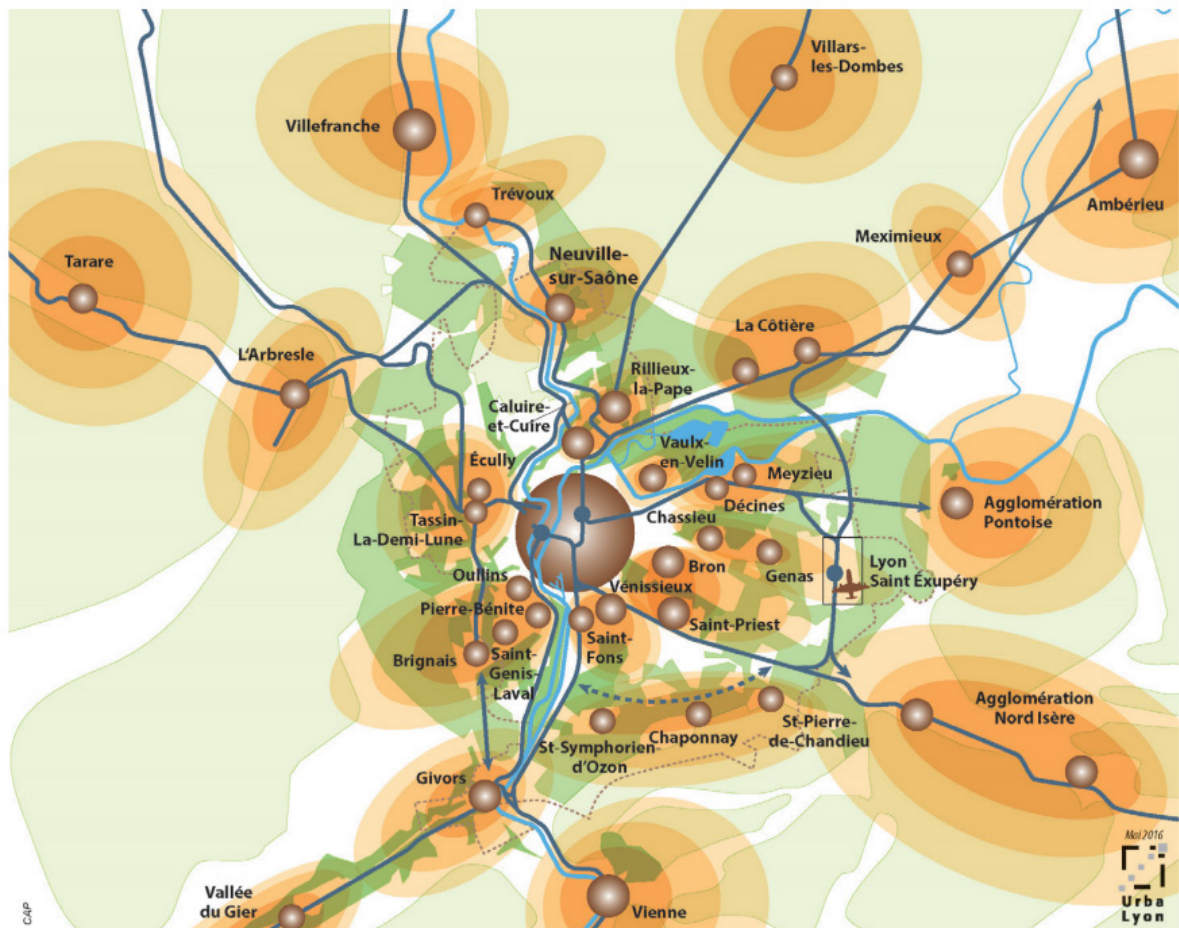 Villars-
les-Dombes
Villefranche
Ambérieu
Trévoux
Meximieux
Neuville-
sur-Saône
Tarare
La Côtière
L'Arbresle
Rillieux-
la-Pape
Caluire-
et-Cuire
Vaulx-
en-Velin
Écully
Meyzieu
Décines
Agglomération
Pontoise
Tassin-
La-Demi-Lune
Chassieu
Lyon
Saint Exupéry
Genas
Bron
Oullins
Vénissieux
Pierre-Bénite
Saint-Priest
Saint-
Fons
Brignais
Saint-
Genis-
Laval
Agglomération
Nord Isère
St-Pierre-
de-Chandieu
Chaponnay
St-Symphorien
d'Ozon
Givors
Mai 2016
Vallée
du Gier
Vienne
Urba
Lyon
CAP